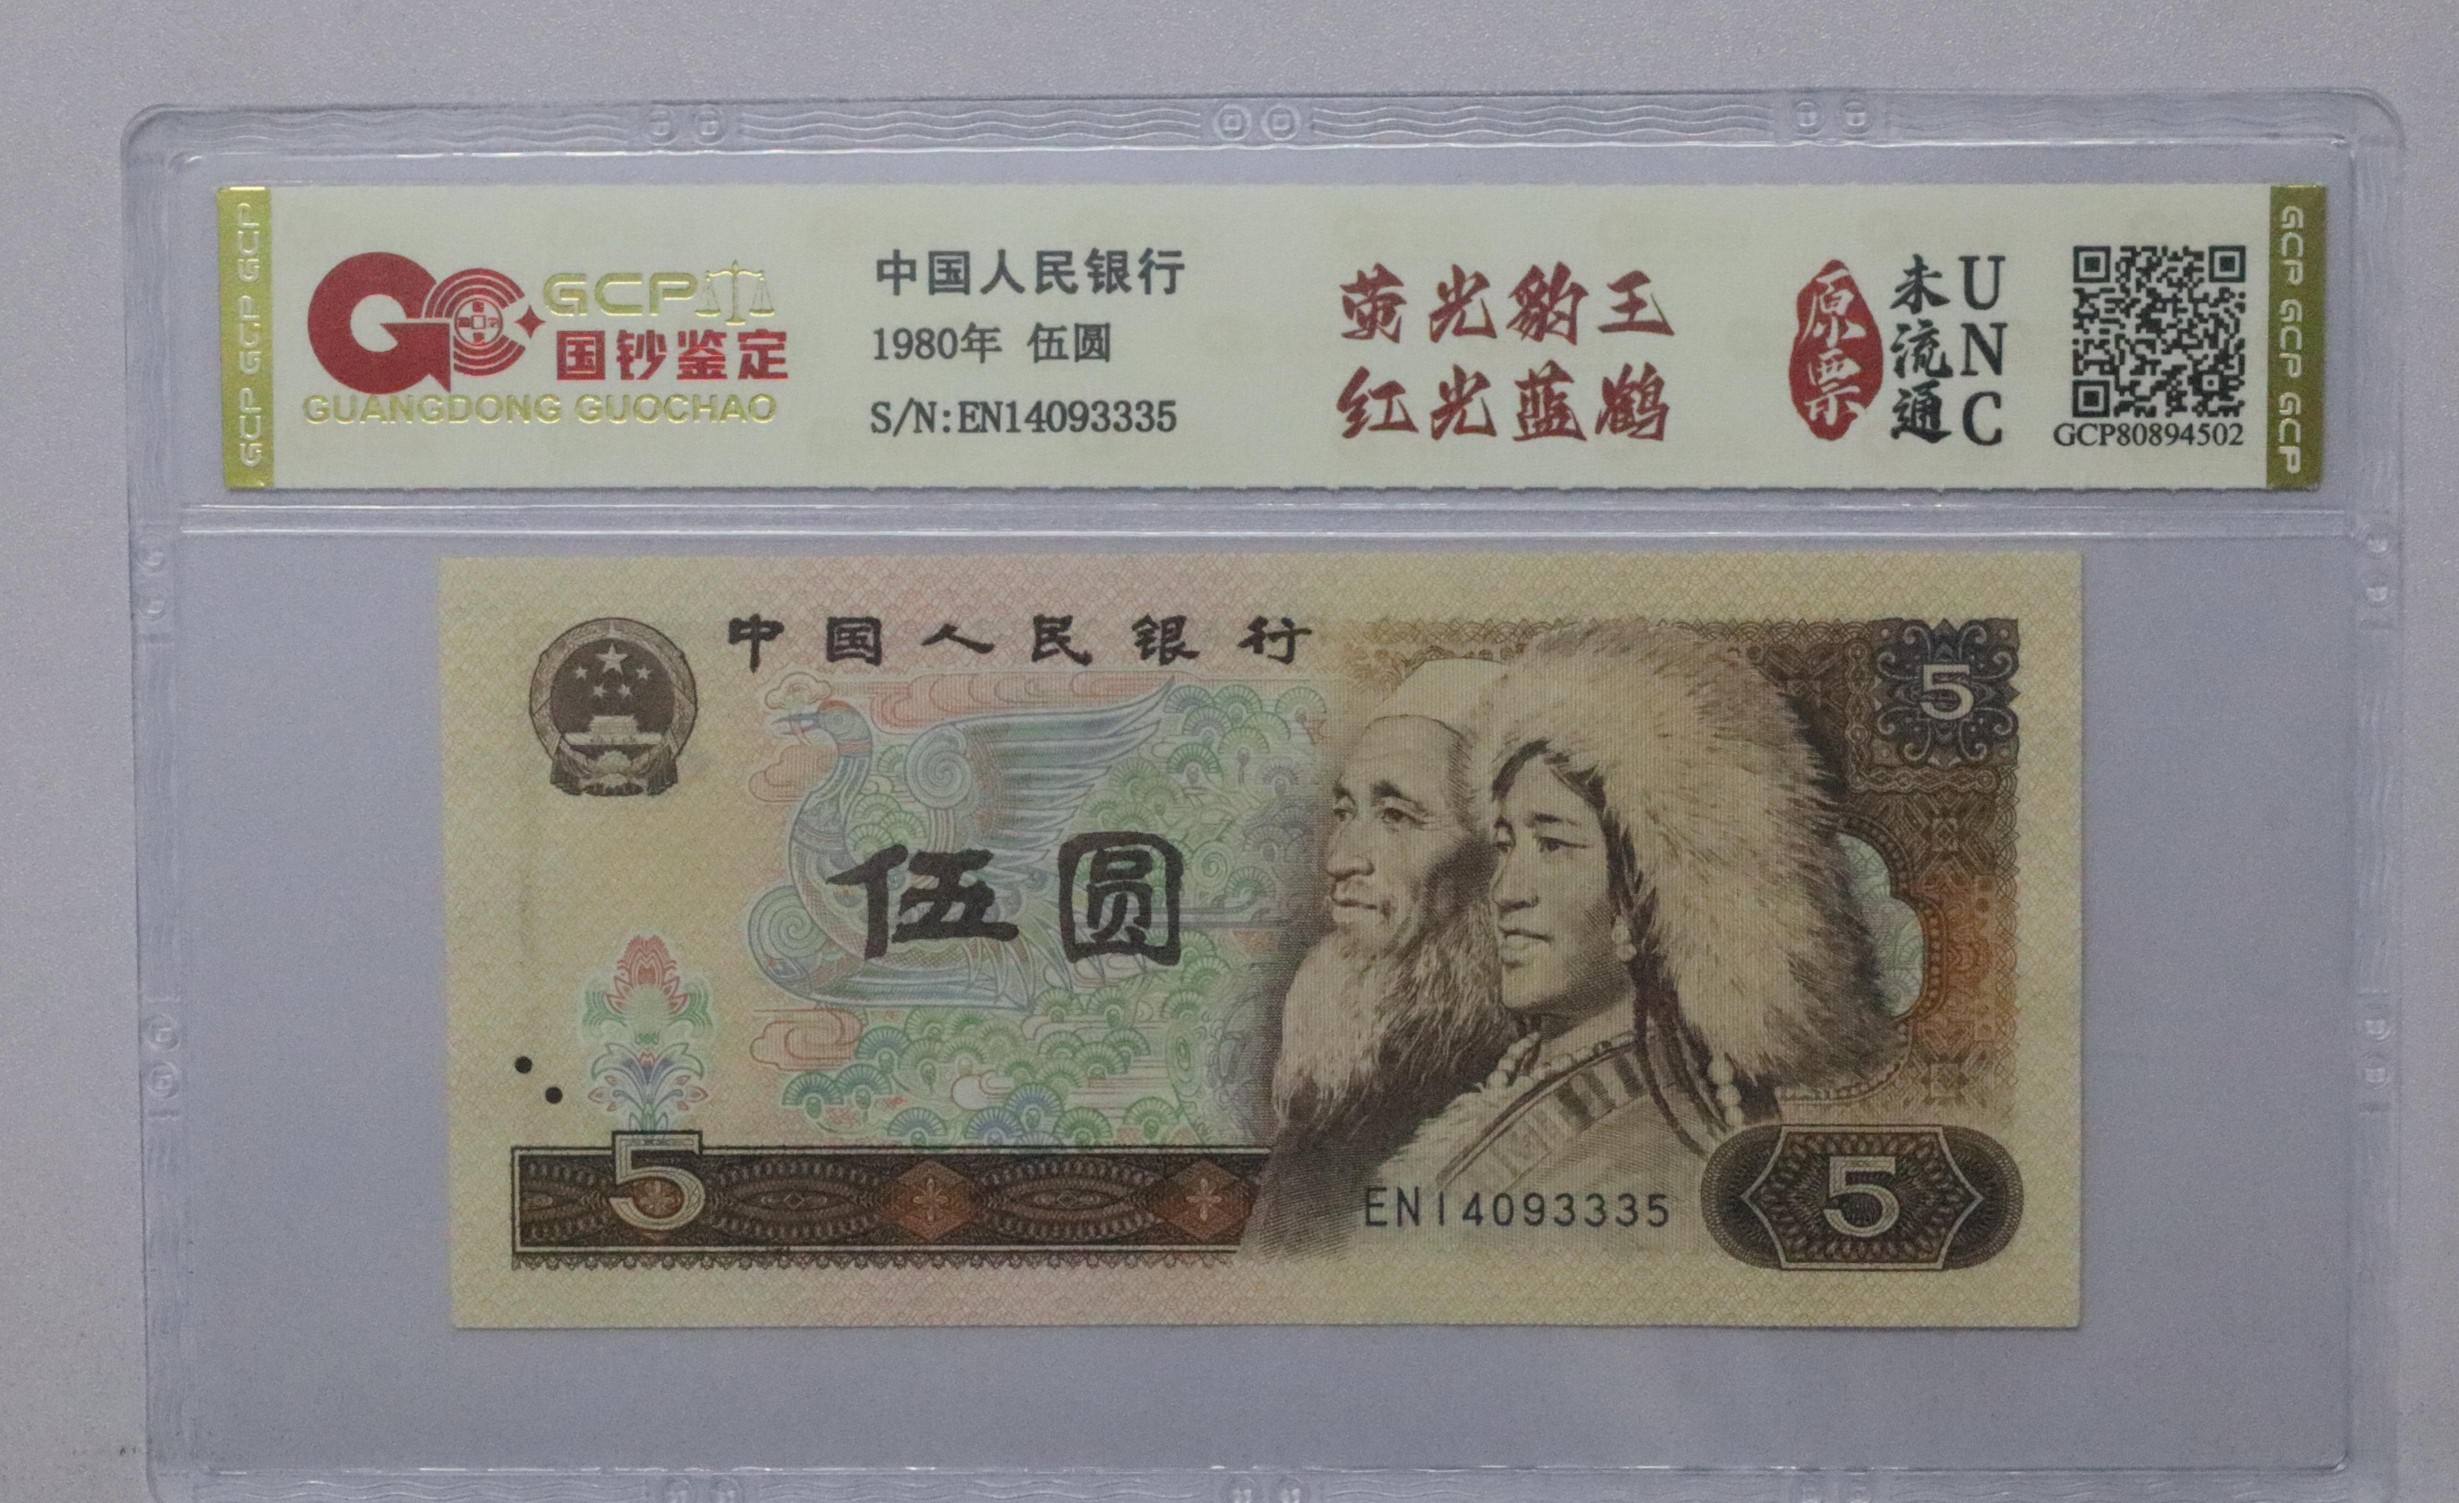 GCP GCP GCP
GCP
国钞鉴定
GUANGDONG GUOCHAO
中国人民银行
1980年 伍圆
S/N:EN14093335
荧光豹王
红光蓝鹤
原票
未流通
UNC
GCP80894502
GCP GCP GCP
中国人民银行
5
伍圆
5
EN14093335
5